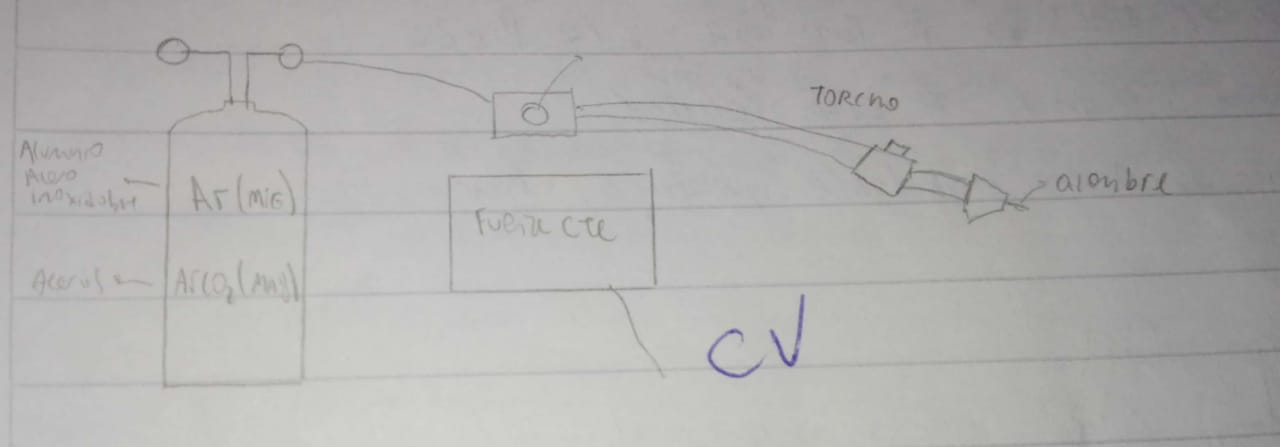 TORCHO
Aluminio
Acero
inoxidable
Ar (MIG)
alambre
Fuente cte
Aceros
ArCO2 (MAG)
CV